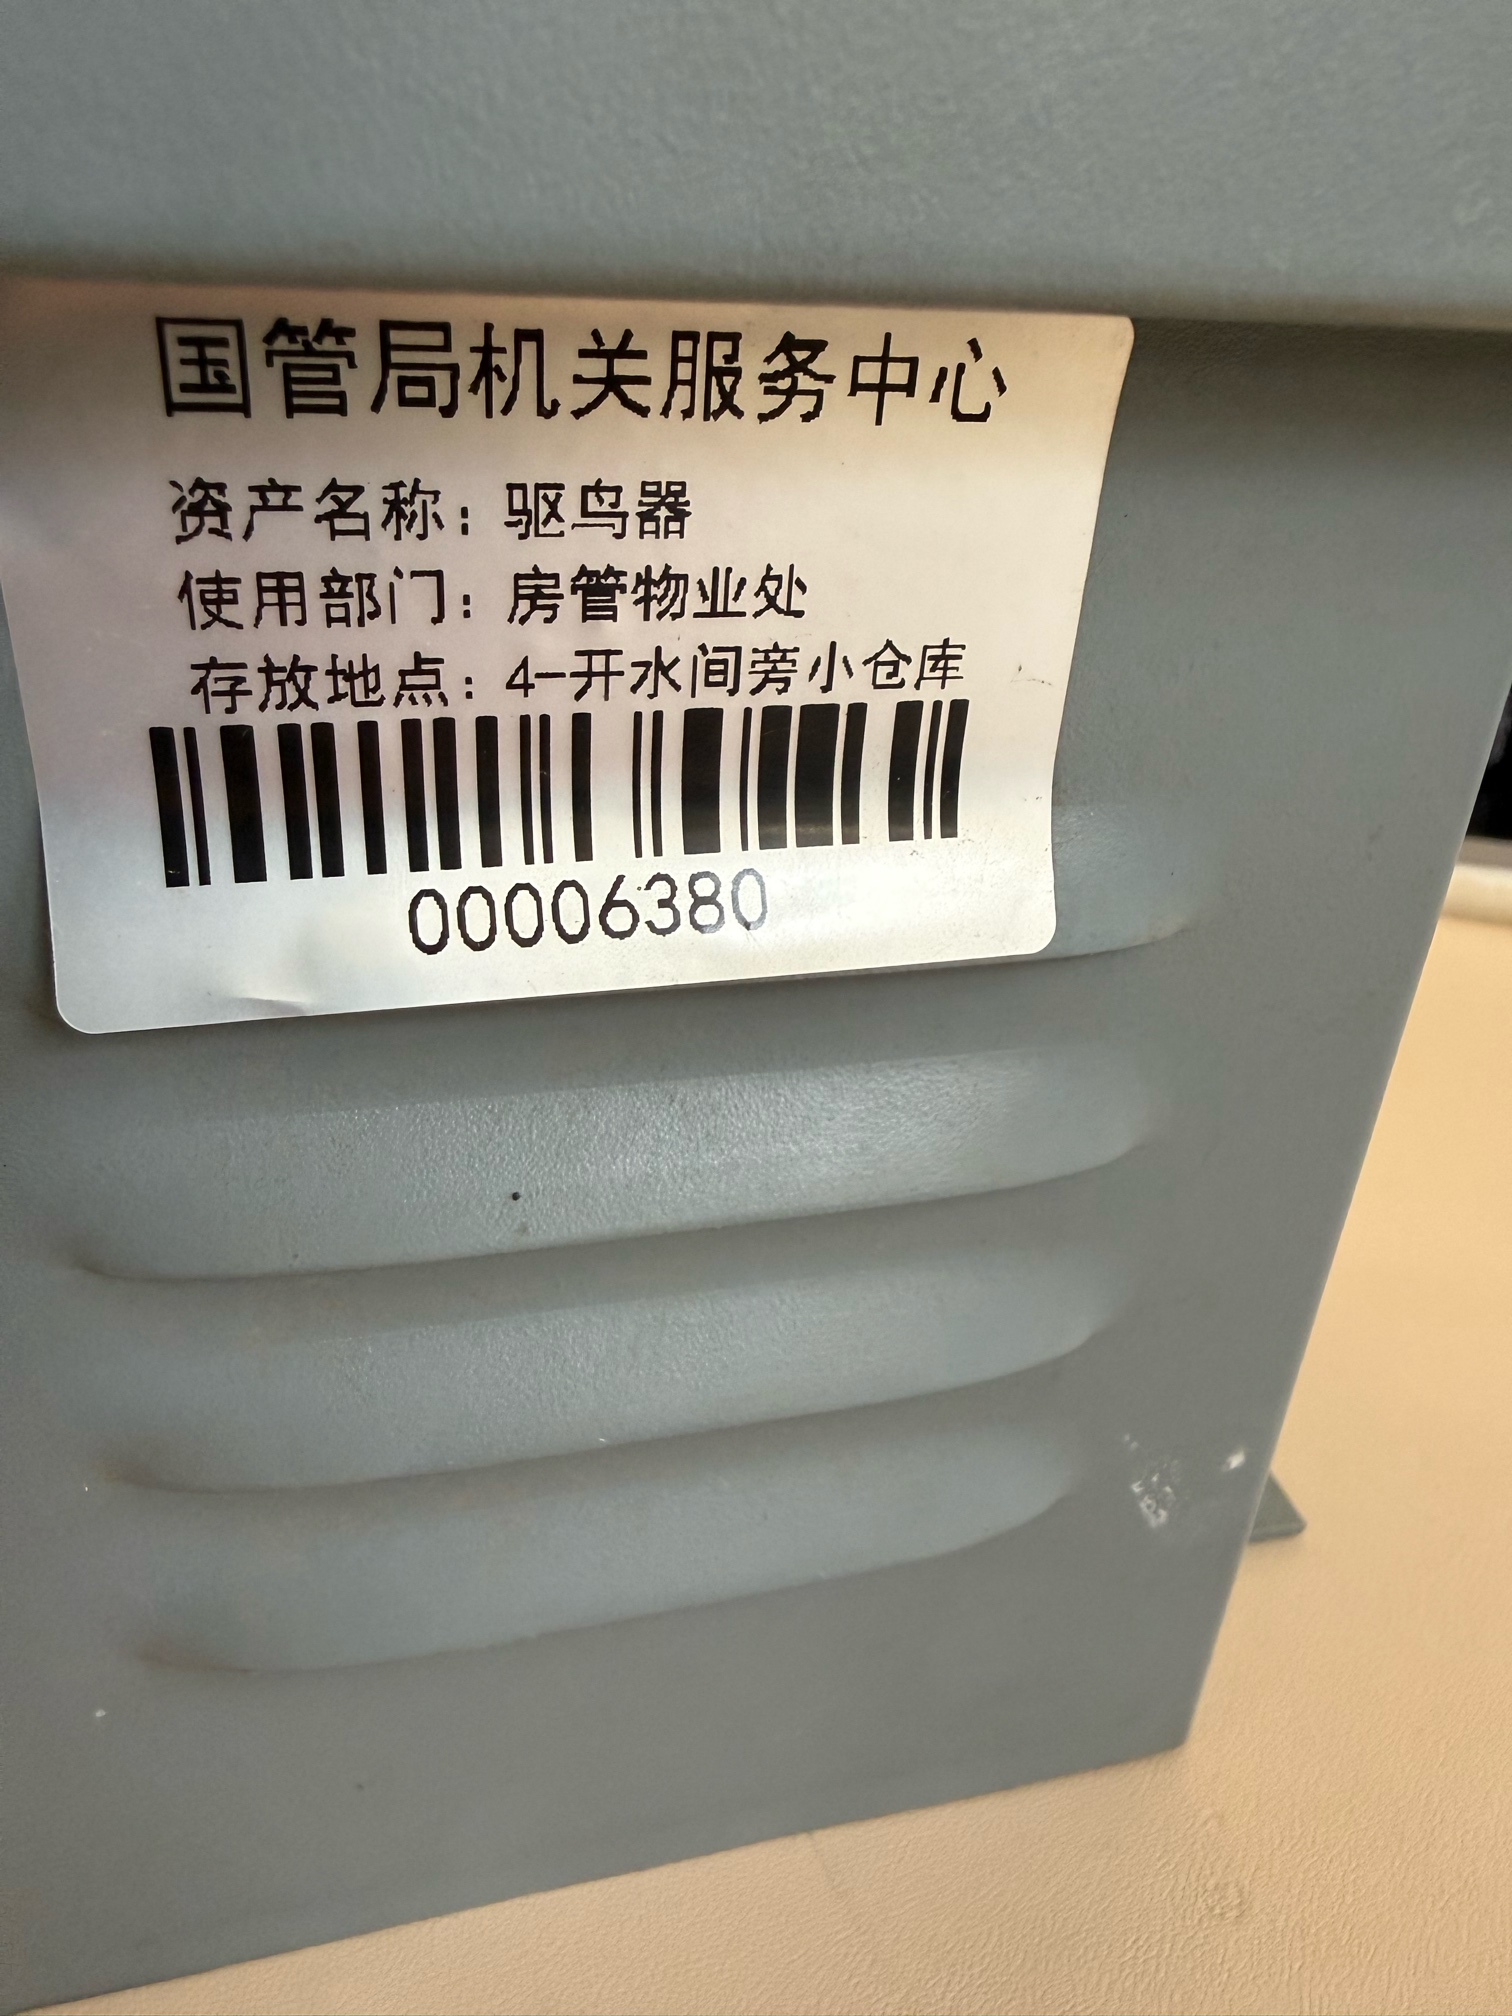 国管局机关服务中心
资产名称：驱鸟器
使用部门：房管物业处
存放地点：4-开水间旁小仓库
00006380